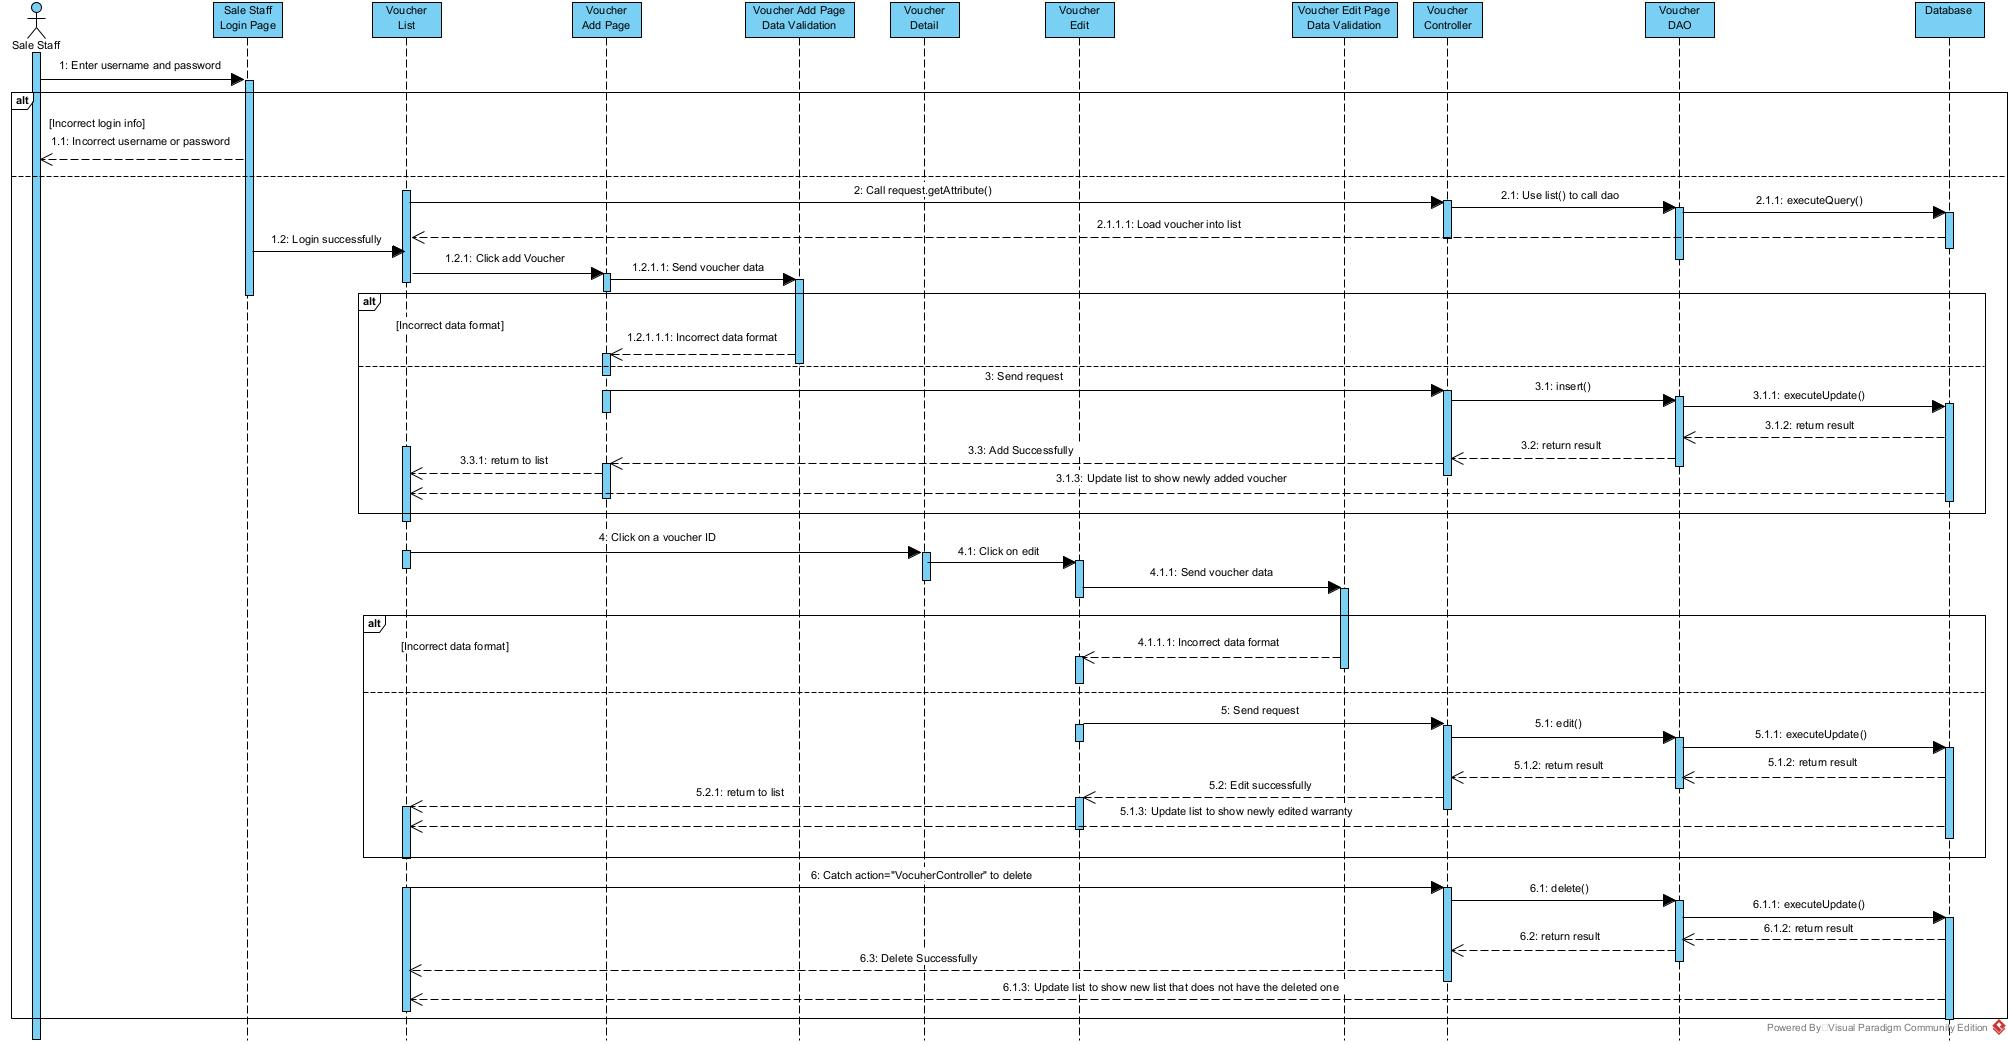 Sale Staff
Sale Staff
Login Page
Voucher
List
Voucher
Add Page
Voucher Add Page
Data Validation
Voucher
Detail
Voucher
Edit
Voucher Edit Page
Data Validation
Voucher
Controller
Voucher
DAO
Database
1: Enter username and password
alt
[Incorrect login info]
1.1: Incorrect username or password
2: Call request.getAttribute()
2.1: Use list() to call dao
2.1.1: executeQuery()
2.1.1.1: Load voucher into list
1.2: Login successfully
1.2.1: Click add Voucher
1.2.1.1: Send voucher data
alt
[Incorrect data format]
1.2.1.1.1: Incorrect data format
3: Send request
3.1: insert()
3.1.1: executeUpdate()
3.1.2: return result
3.2: return result
3.3: Add Successfully
3.3.1: return to list
3.1.3: Update list to show newly added voucher
4: Click on a voucher ID
4.1: Click on edit
4.1.1: Send voucher data
alt
[Incorrect data format]
4.1.1.1: Incorrect data format
5: Send request
5.1: edit()
5.1.1: executeUpdate()
5.1.2: return result
5.1.2: return result
5.2: Edit successfully
5.2.1: return to list
5.1.3: Update list to show newly edited warranty
6: Catch action="VocuherController" to delete
6.1: delete()
6.1.1: executeUpdate()
6.1.2: return result
6.2: return result
6.3: Delete Successfully
6.1.3: Update list to show new list that does not have the deleted one
Powered By Visual Paradigm Community Edition